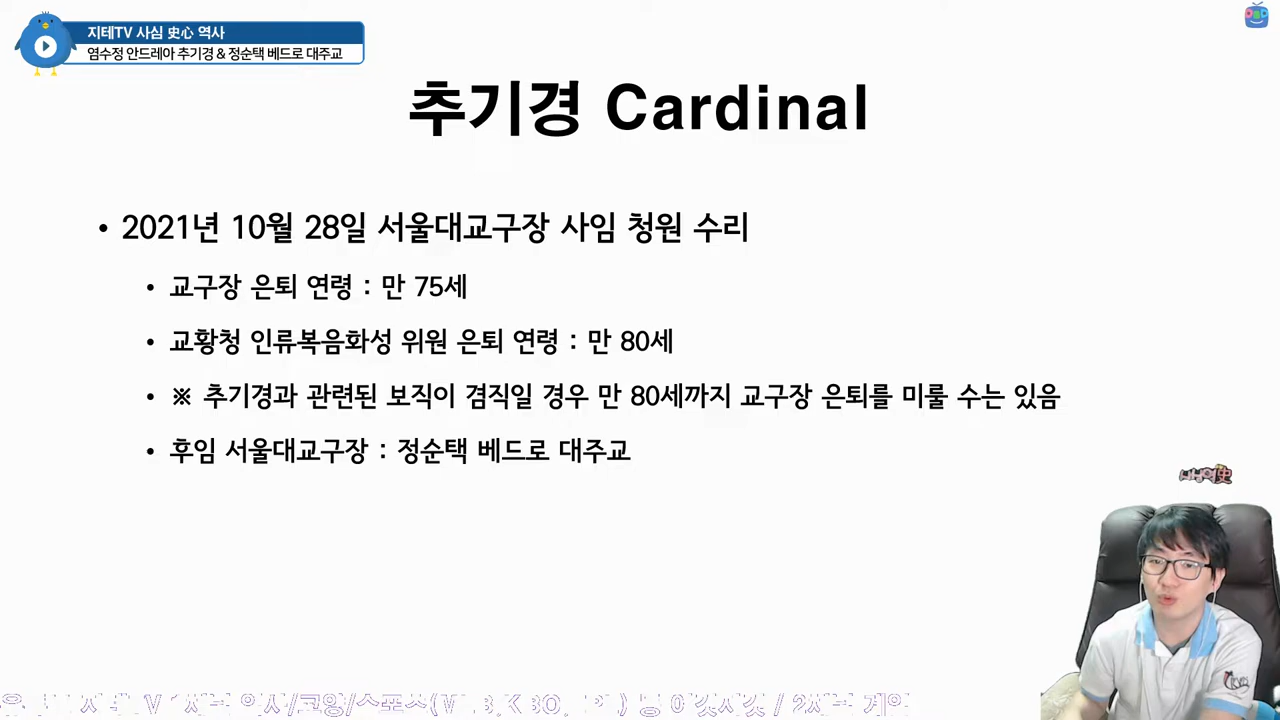 지테TV 사심 史心 역사
염수정 안드레아 추기경 & 정순택 베드로 대주교
추기경 Cardinal
• 2021년 10월 28일 서울대교구장 사임 청원 수리
• 교구장 은퇴 연령 : 만 75세
• 교황청 인류복음화성 위원 은퇴 연령 : 만 80세
• ※ 추기경과 관련된 보직이 겸직일 경우 만 80세까지 교구장 은퇴를 미룰 수는 있음
• 후임 서울대교구장 : 정순택 베드로 대주교
사심역史